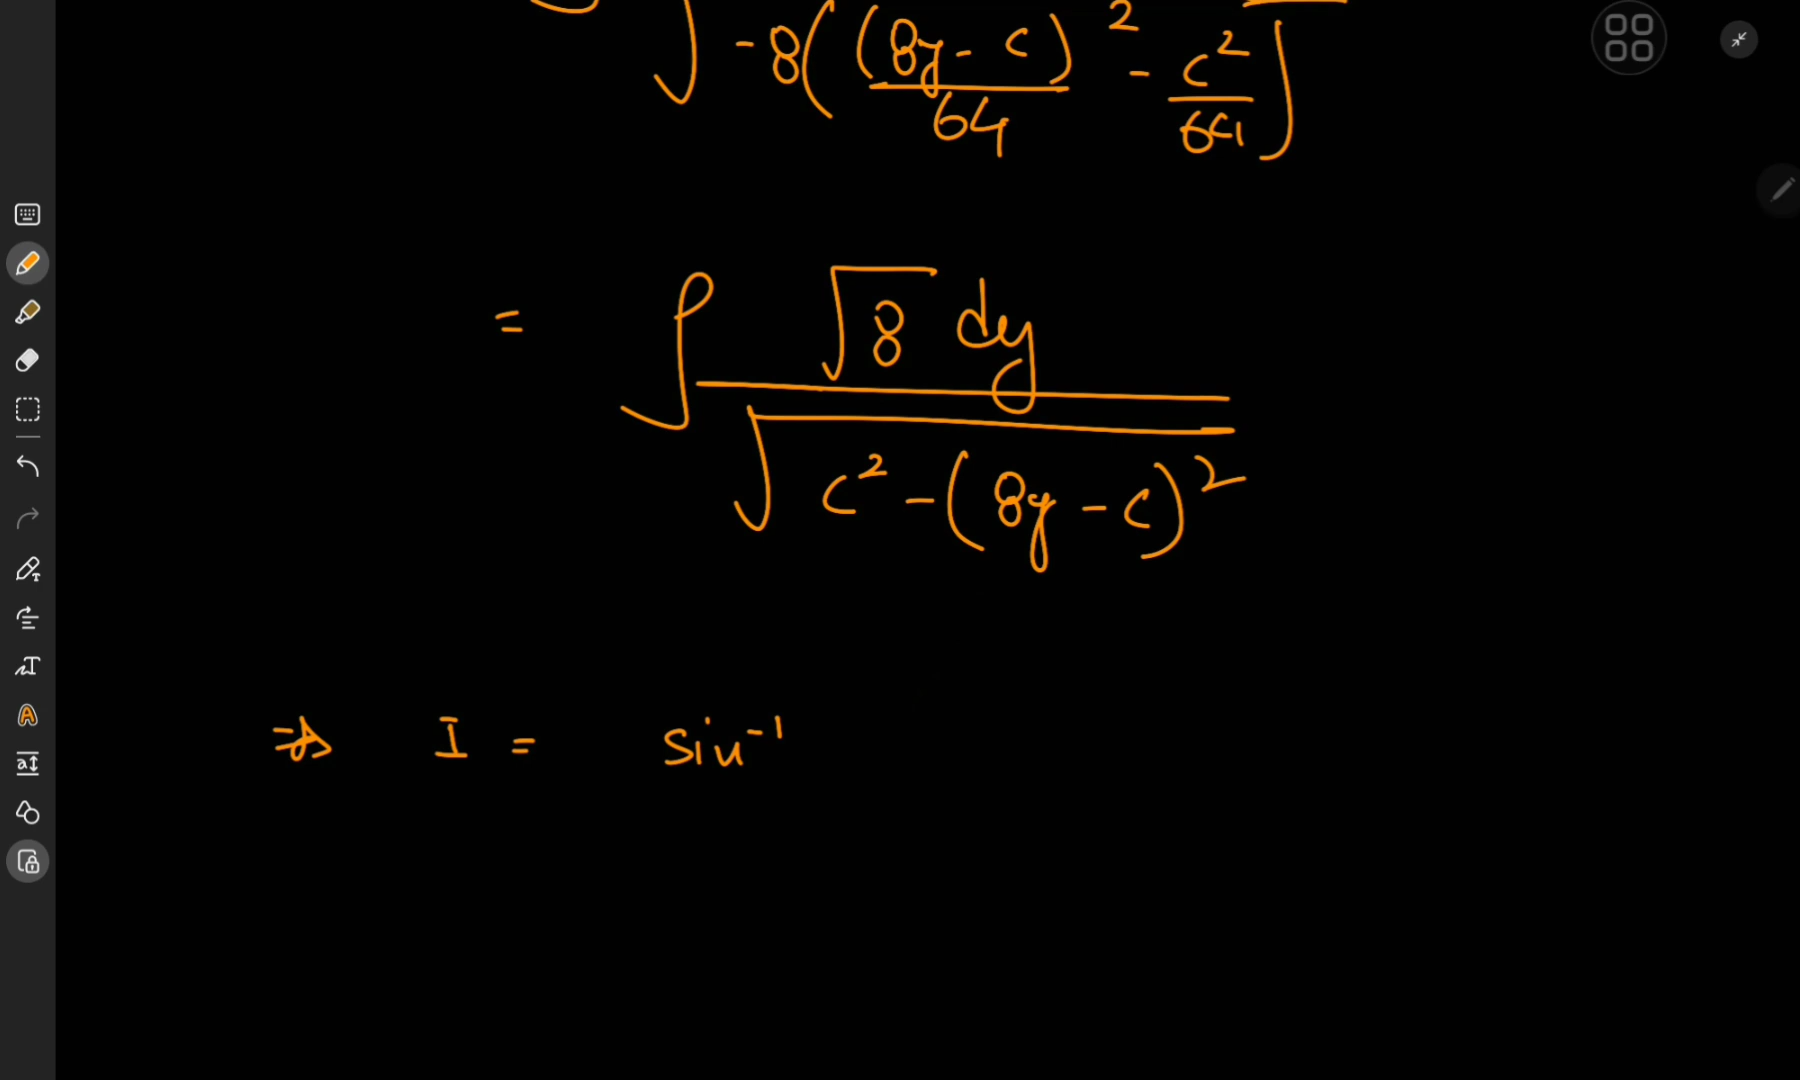 √-8((8y-c)²/64 - c²/64]
= ∫ √8 dy / √c²-(8y-c)²
⇒ I = sin⁻¹